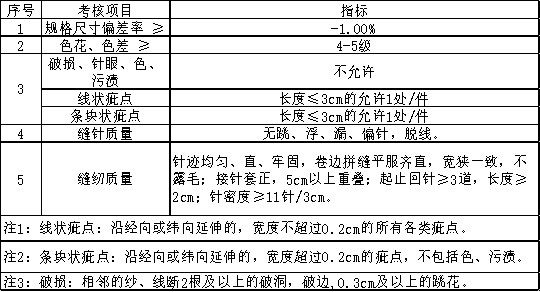 序号 考核项目 指标
1 规格尺寸偏差率 ≥ -1.00%
2 色花、色差 ≥ 4-5级
3 破损、针眼、色、
污渍 不允许
线状疵点 长度≤3cm的允许1处/件
条块状疵点 长度≤3cm的允许1处/件
4 缝针质量 无跳、浮、漏、偏针，脱线。
5 缝纫质量 针迹均匀、直、牢固，卷边拼缝平服齐直，宽狭一致，不
露毛；接针套正，5cm以上重叠；起止回针≥3道，长度≥
2cm；针密度≥11针/3cm。
注1：线状疵点：沿经向或纬向延伸的，宽度不超过0.2cm的所有各类疵点。
注2：条块状疵点：沿经向或纬向延伸的，宽度超过0.2cm的疵点，不包括色、污渍。
注3：破损：相邻的纱、线断2根及以上的破洞，破边,0.3cm及以上的跳花。